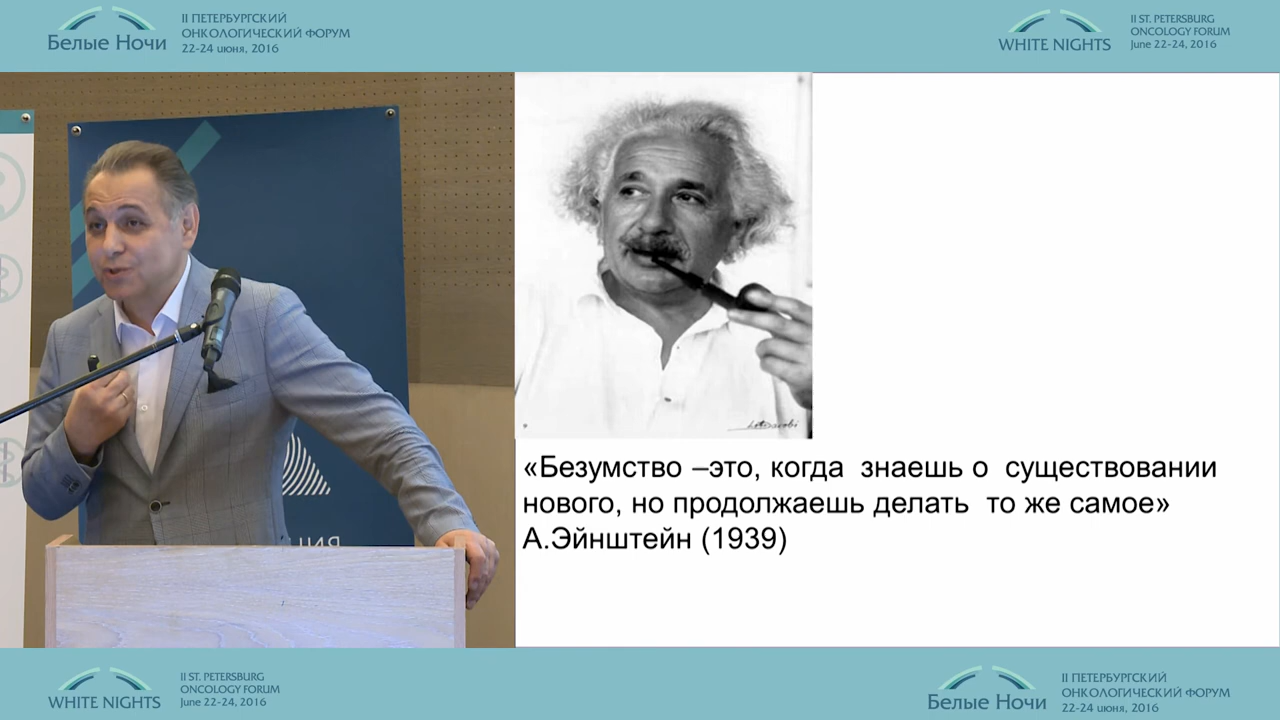 II ПЕТЕРБУРГСКИЙ
ОНКОЛОГИЧЕСКИЙ ФОРУМ
22-24 июня, 2016
Белые Ночи
II ST. PETERSBURG
ONCOLOGY FORUM
June 22-24, 2016
WHITE NIGHTS
«Безумство –это, когда знаешь о существовании
нового, но продолжаешь делать то же самое»
А.Эйнштейн (1939)
II ST. PETERSBURG
ONCOLOGY FORUM
June 22-24, 2016
WHITE NIGHTS
II ПЕТЕРБУРГСКИЙ
ОНКОЛОГИЧЕСКИЙ ФОРУМ
22-24 июня, 2016
Белые Ночи